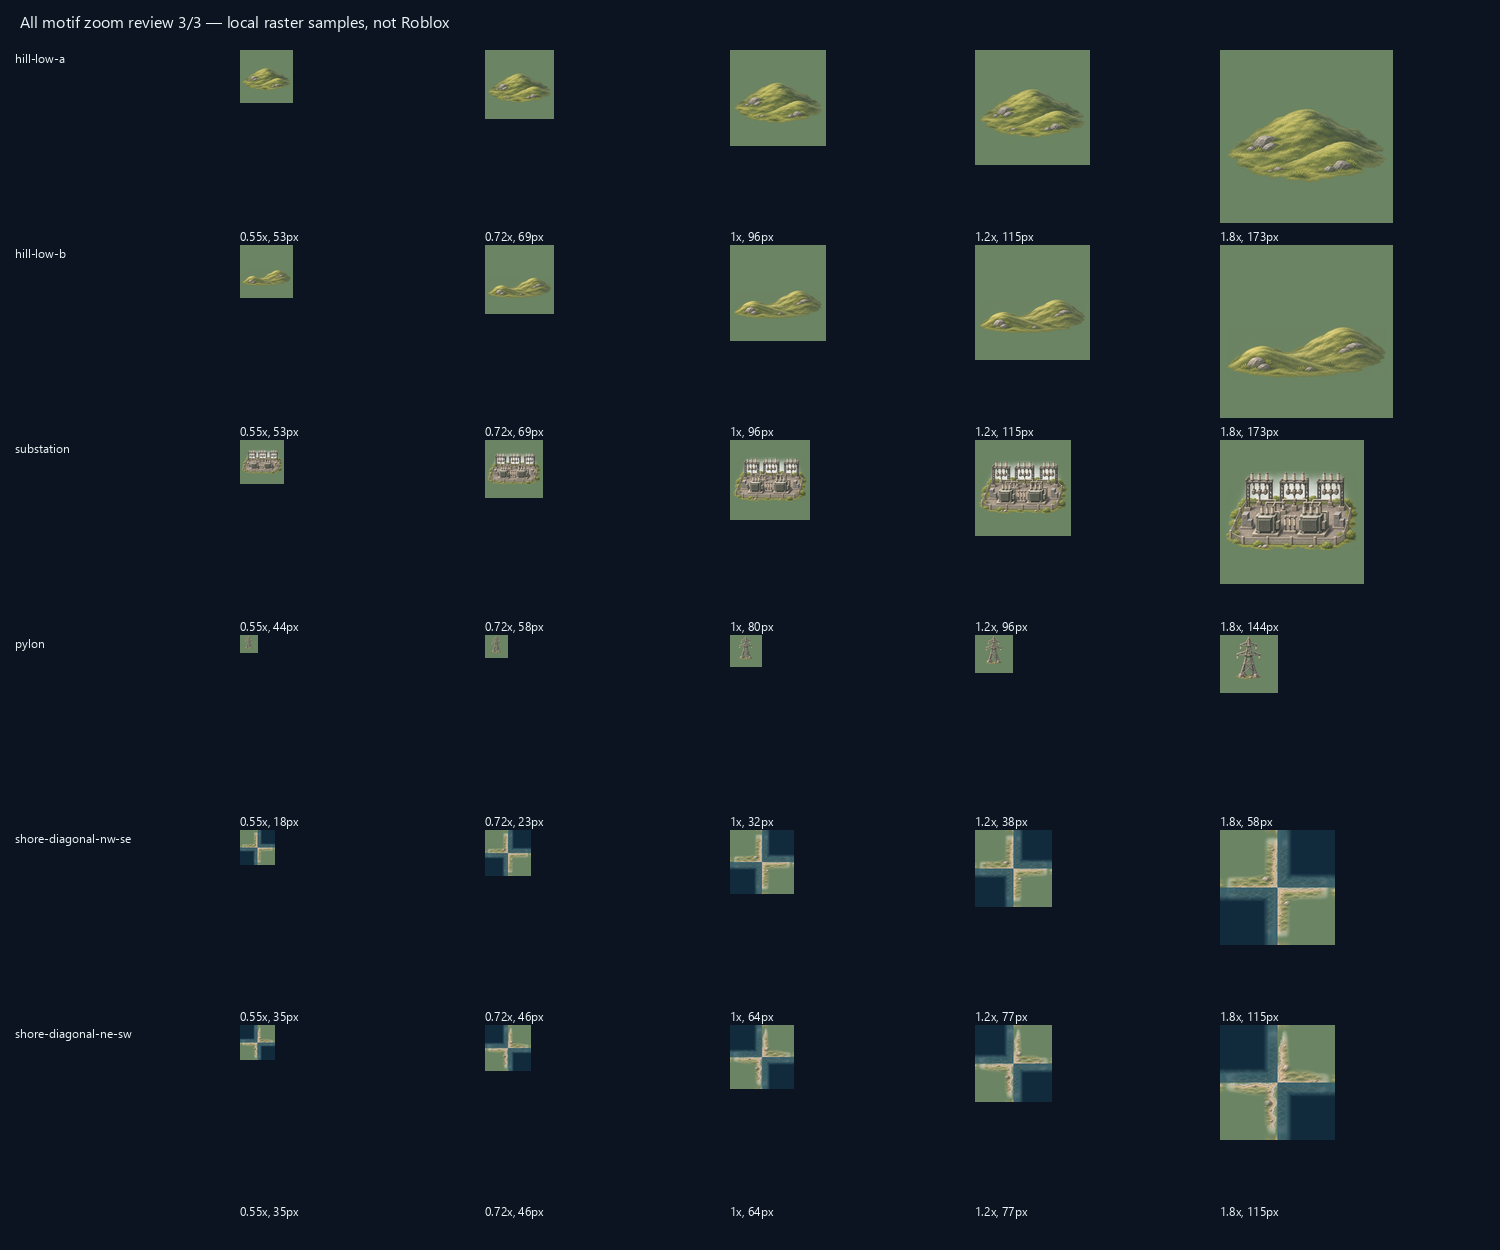 All motif zoom review 3/3 — local raster samples, not Roblox
hill-low-a
0.55x, 53px 0.72x, 69px 1x, 96px 1.2x, 115px 1.8x, 173px
hill-low-b
0.55x, 53px 0.72x, 69px 1x, 96px 1.2x, 115px 1.8x, 173px
substation
0.55x, 44px 0.72x, 58px 1x, 80px 1.2x, 96px 1.8x, 144px
pylon
0.55x, 18px 0.72x, 23px 1x, 32px 1.2x, 38px 1.8x, 58px
shore-diagonal-nw-se
0.55x, 35px 0.72x, 46px 1x, 64px 1.2x, 77px 1.8x, 115px
shore-diagonal-ne-sw
0.55x, 35px 0.72x, 46px 1x, 64px 1.2x, 77px 1.8x, 115px